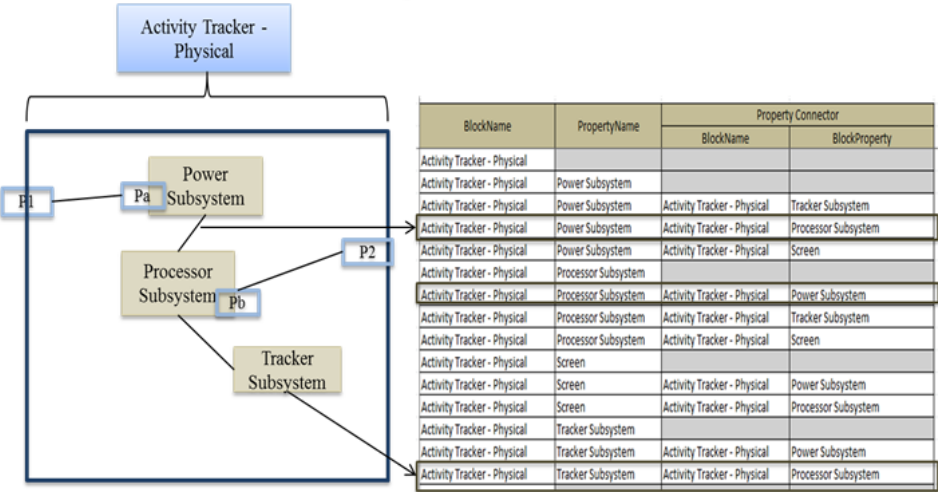 Activity Tracker -
Physical
P1
Pa
Power
Subsystem
P2
Processor
Subsystem
Pb
Tracker
Subsystem
BlockName PropertyName Property Connector
BlockName BlockProperty
Activity Tracker - Physical
Activity Tracker - Physical Power Subsystem
Activity Tracker - Physical Power Subsystem Activity Tracker - Physical Tracker Subsystem
Activity Tracker - Physical Power Subsystem Activity Tracker - Physical Processor Subsystem
Activity Tracker - Physical Power Subsystem Activity Tracker - Physical Screen
Activity Tracker - Physical Processor Subsystem
Activity Tracker - Physical Processor Subsystem Activity Tracker - Physical Power Subsystem
Activity Tracker - Physical Processor Subsystem Activity Tracker - Physical Tracker Subsystem
Activity Tracker - Physical Processor Subsystem Activity Tracker - Physical Screen
Activity Tracker - Physical Screen
Activity Tracker - Physical Screen Activity Tracker - Physical Power Subsystem
Activity Tracker - Physical Screen Activity Tracker - Physical Processor Subsystem
Activity Tracker - Physical Tracker Subsystem
Activity Tracker - Physical Tracker Subsystem Activity Tracker - Physical Power Subsystem
Activity Tracker - Physical Tracker Subsystem Activity Tracker - Physical Processor Subsystem